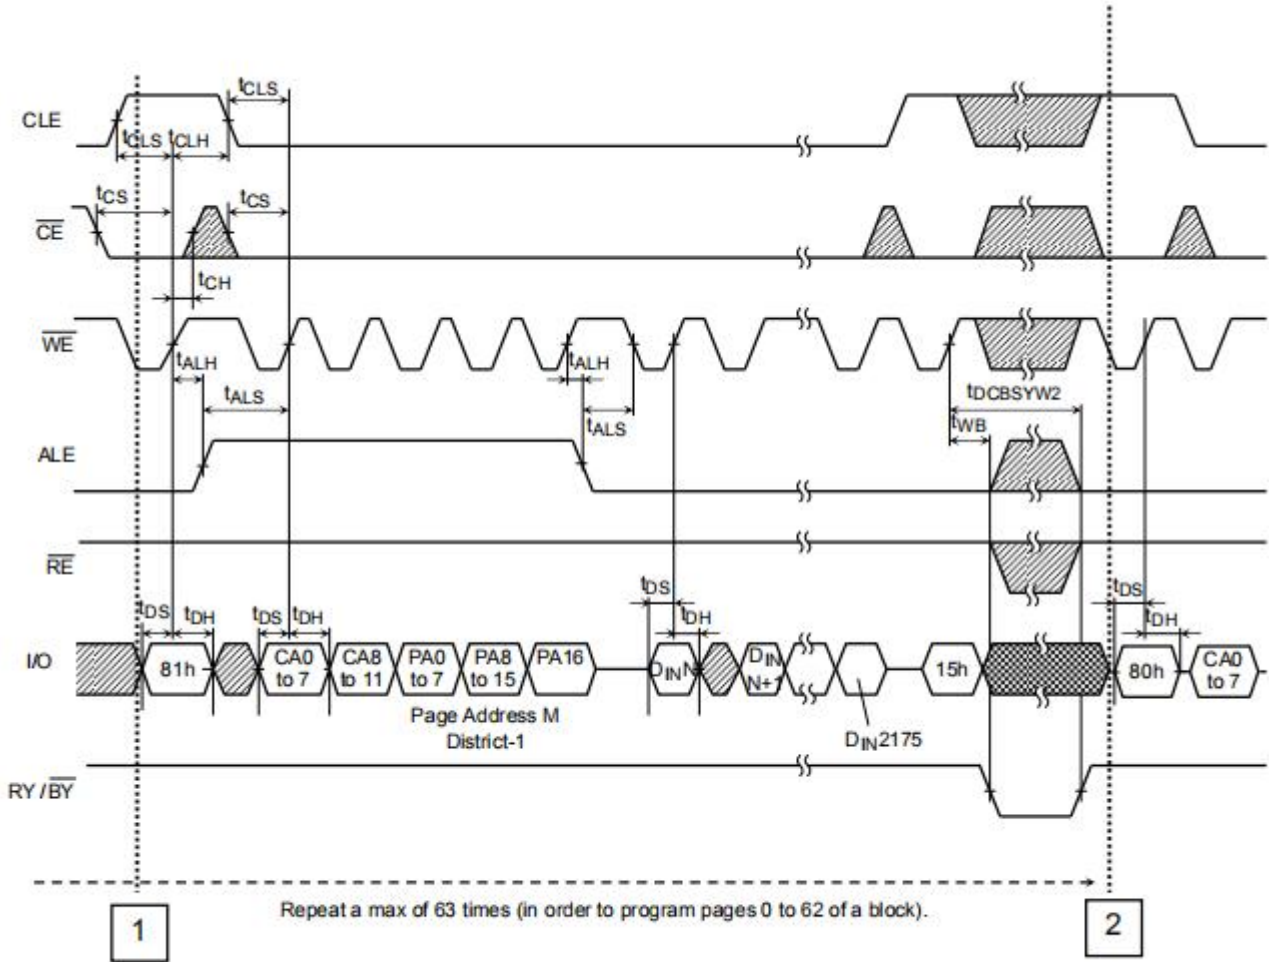 tCLS
CLE
tCLS tCLH
tCS
tCS
CE
tCH
WE
tALH
tALH
tDCBSYW2
tALS
tALS
tWB
ALE
RE
tDS
tDH
tDS
tDH
tDS
tDH
tDS
tDH
I/O
81h
CA0
to 7
CA8
to 11
PA0
to 7
PA8
to 15
PA16
DINN
DIN
N+1
15h
80h
CA0
to 7
Page Address M
District-1
DIN2175
RY / BY
Repeat a max of 63 times (in order to program pages 0 to 62 of a block).
1
2